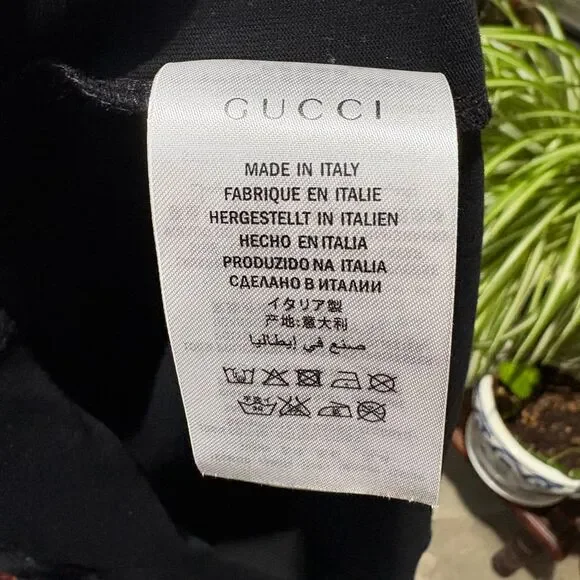 GUCCI
MADE IN ITALY
FABRIQUE EN ITALIE
HERGESTELLT IN ITALIEN
HECHO EN ITALIA
PRODUZIDO NA ITALIA
СДЕЛАНО В ИТАЛИИ
イタリア製
产地:意大利
صنع في إيطاليا